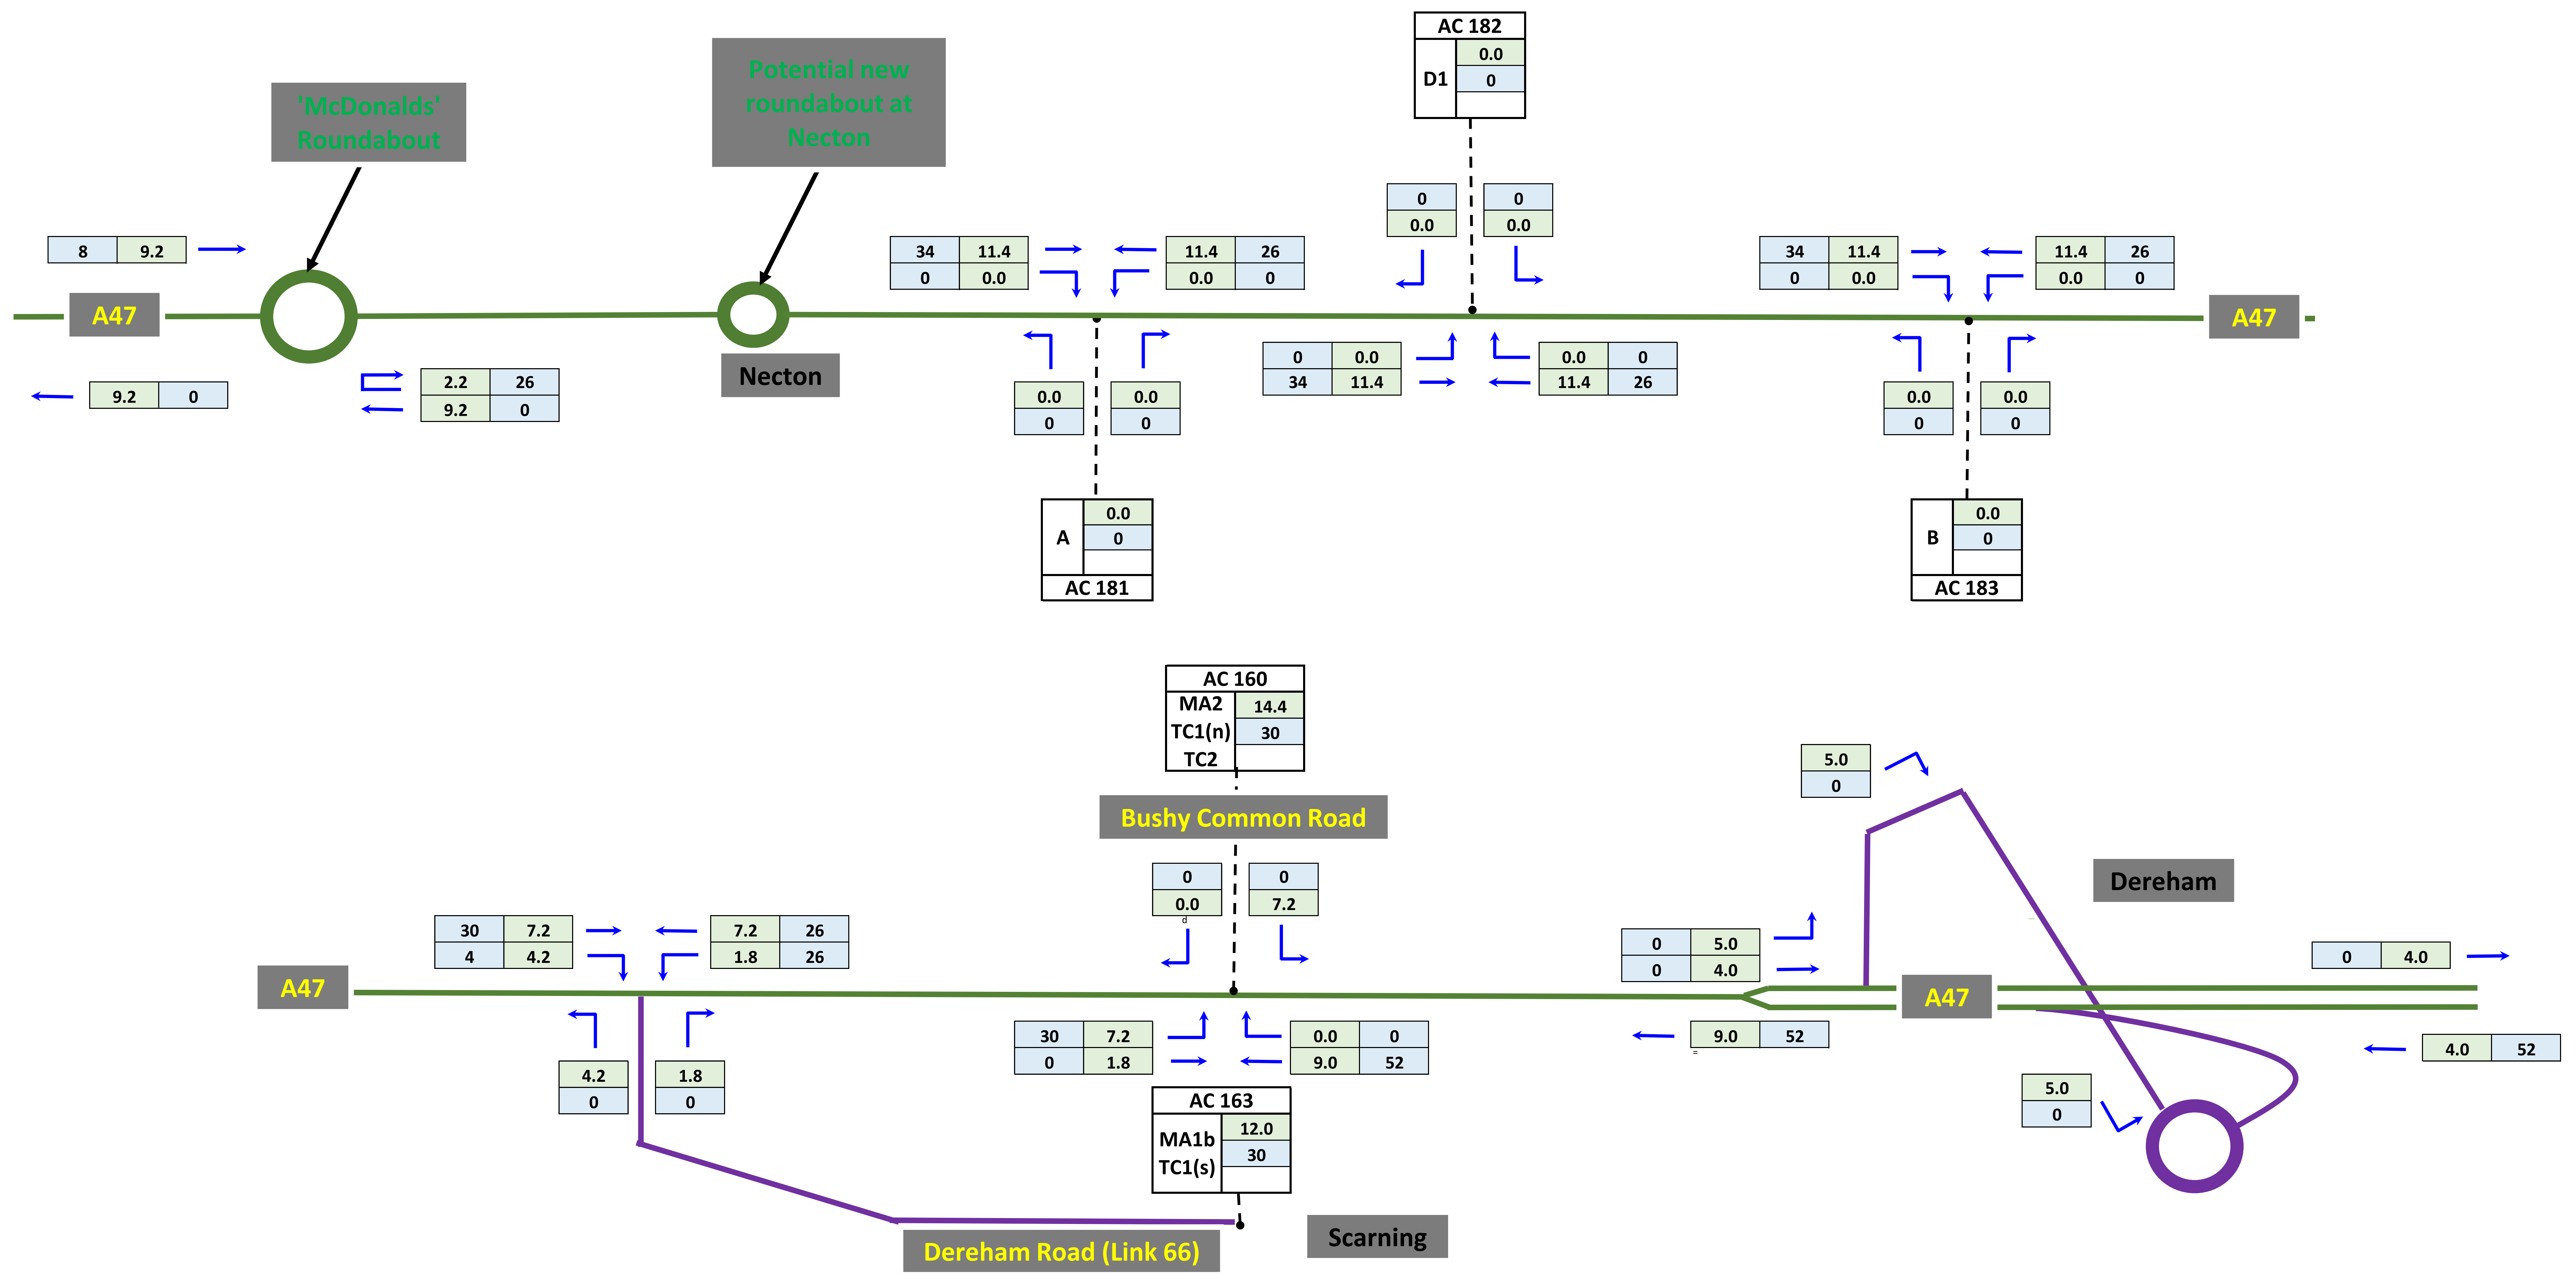 AC 182
D1 0.0
0
'McDonalds'
Roundabout
Potential new
roundabout at
Necton
0 0
0.0 0.0
8 9.2
34 11.4 11.4 26
0 0.0 0.0 0
34 11.4 11.4 26
0 0.0 0.0 0
A47
A47
Necton
9.2 0
2.2 26
9.2 0
0 0.0 0.0 0
34 11.4 11.4 26
0.0 0.0
0 0
0.0 0.0
0 0
A 0.0
0
AC 181
B 0.0
0
AC 183
AC 160
MA2 14.4
TC1(n) 30
TC2
Bushy Common Road
5.0
0
Dereham
0 0
0.0 7.2
d
30 7.2 7.2 26
4 4.2 1.8 26
0 5.0
0 4.0
0 4.0
A47
A47
30 7.2 0.0 0
0 1.8 9.0 52
9.0 52
=
4.0 52
4.2 1.8
0 0
5.0
0
AC 163
MA1b 12.0
TC1(s) 30
Dereham Road (Link 66)
Scarning